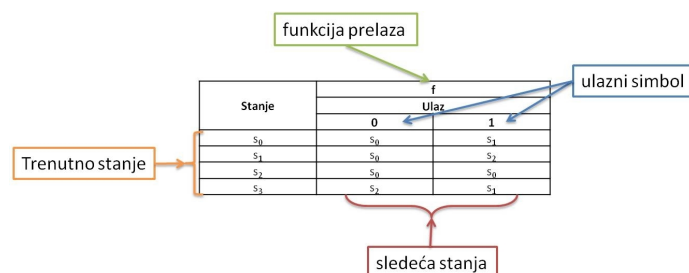 funkcija prelaza
ulazni simbol
f
Stanje
Ulaz
0 1
s₀ s₀ s₁
s₁ s₀ s₂
s₂ s₀ s₀
s₃ s₂ s₁
Trenutno stanje
sledeća stanja